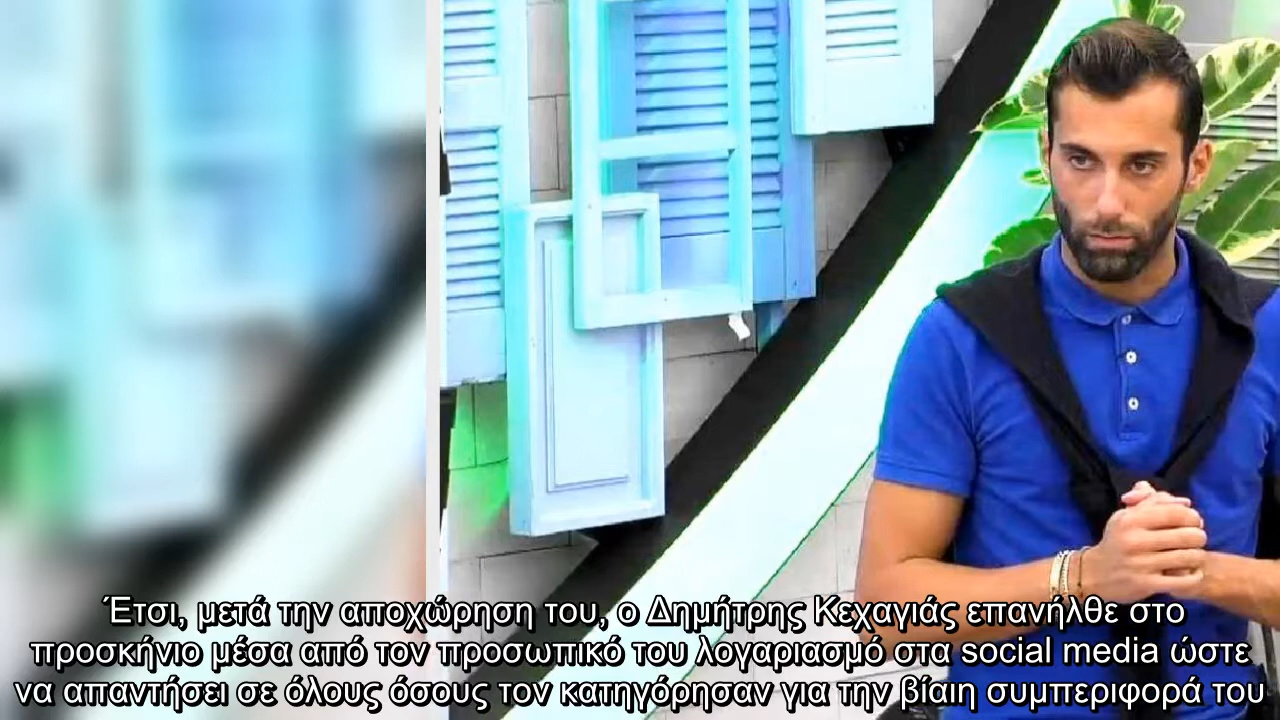 Έτσι, μετά την αποχώρηση του, ο Δημήτρης Κεχαγιάς επανήλθε στο
προσκήνιο μέσα από τον προσωπικό του λογαριασμό στα social media ώστε
να απαντήσει σε όλους όσους τον κατηγόρησαν για την βίαιη συμπεριφορά του